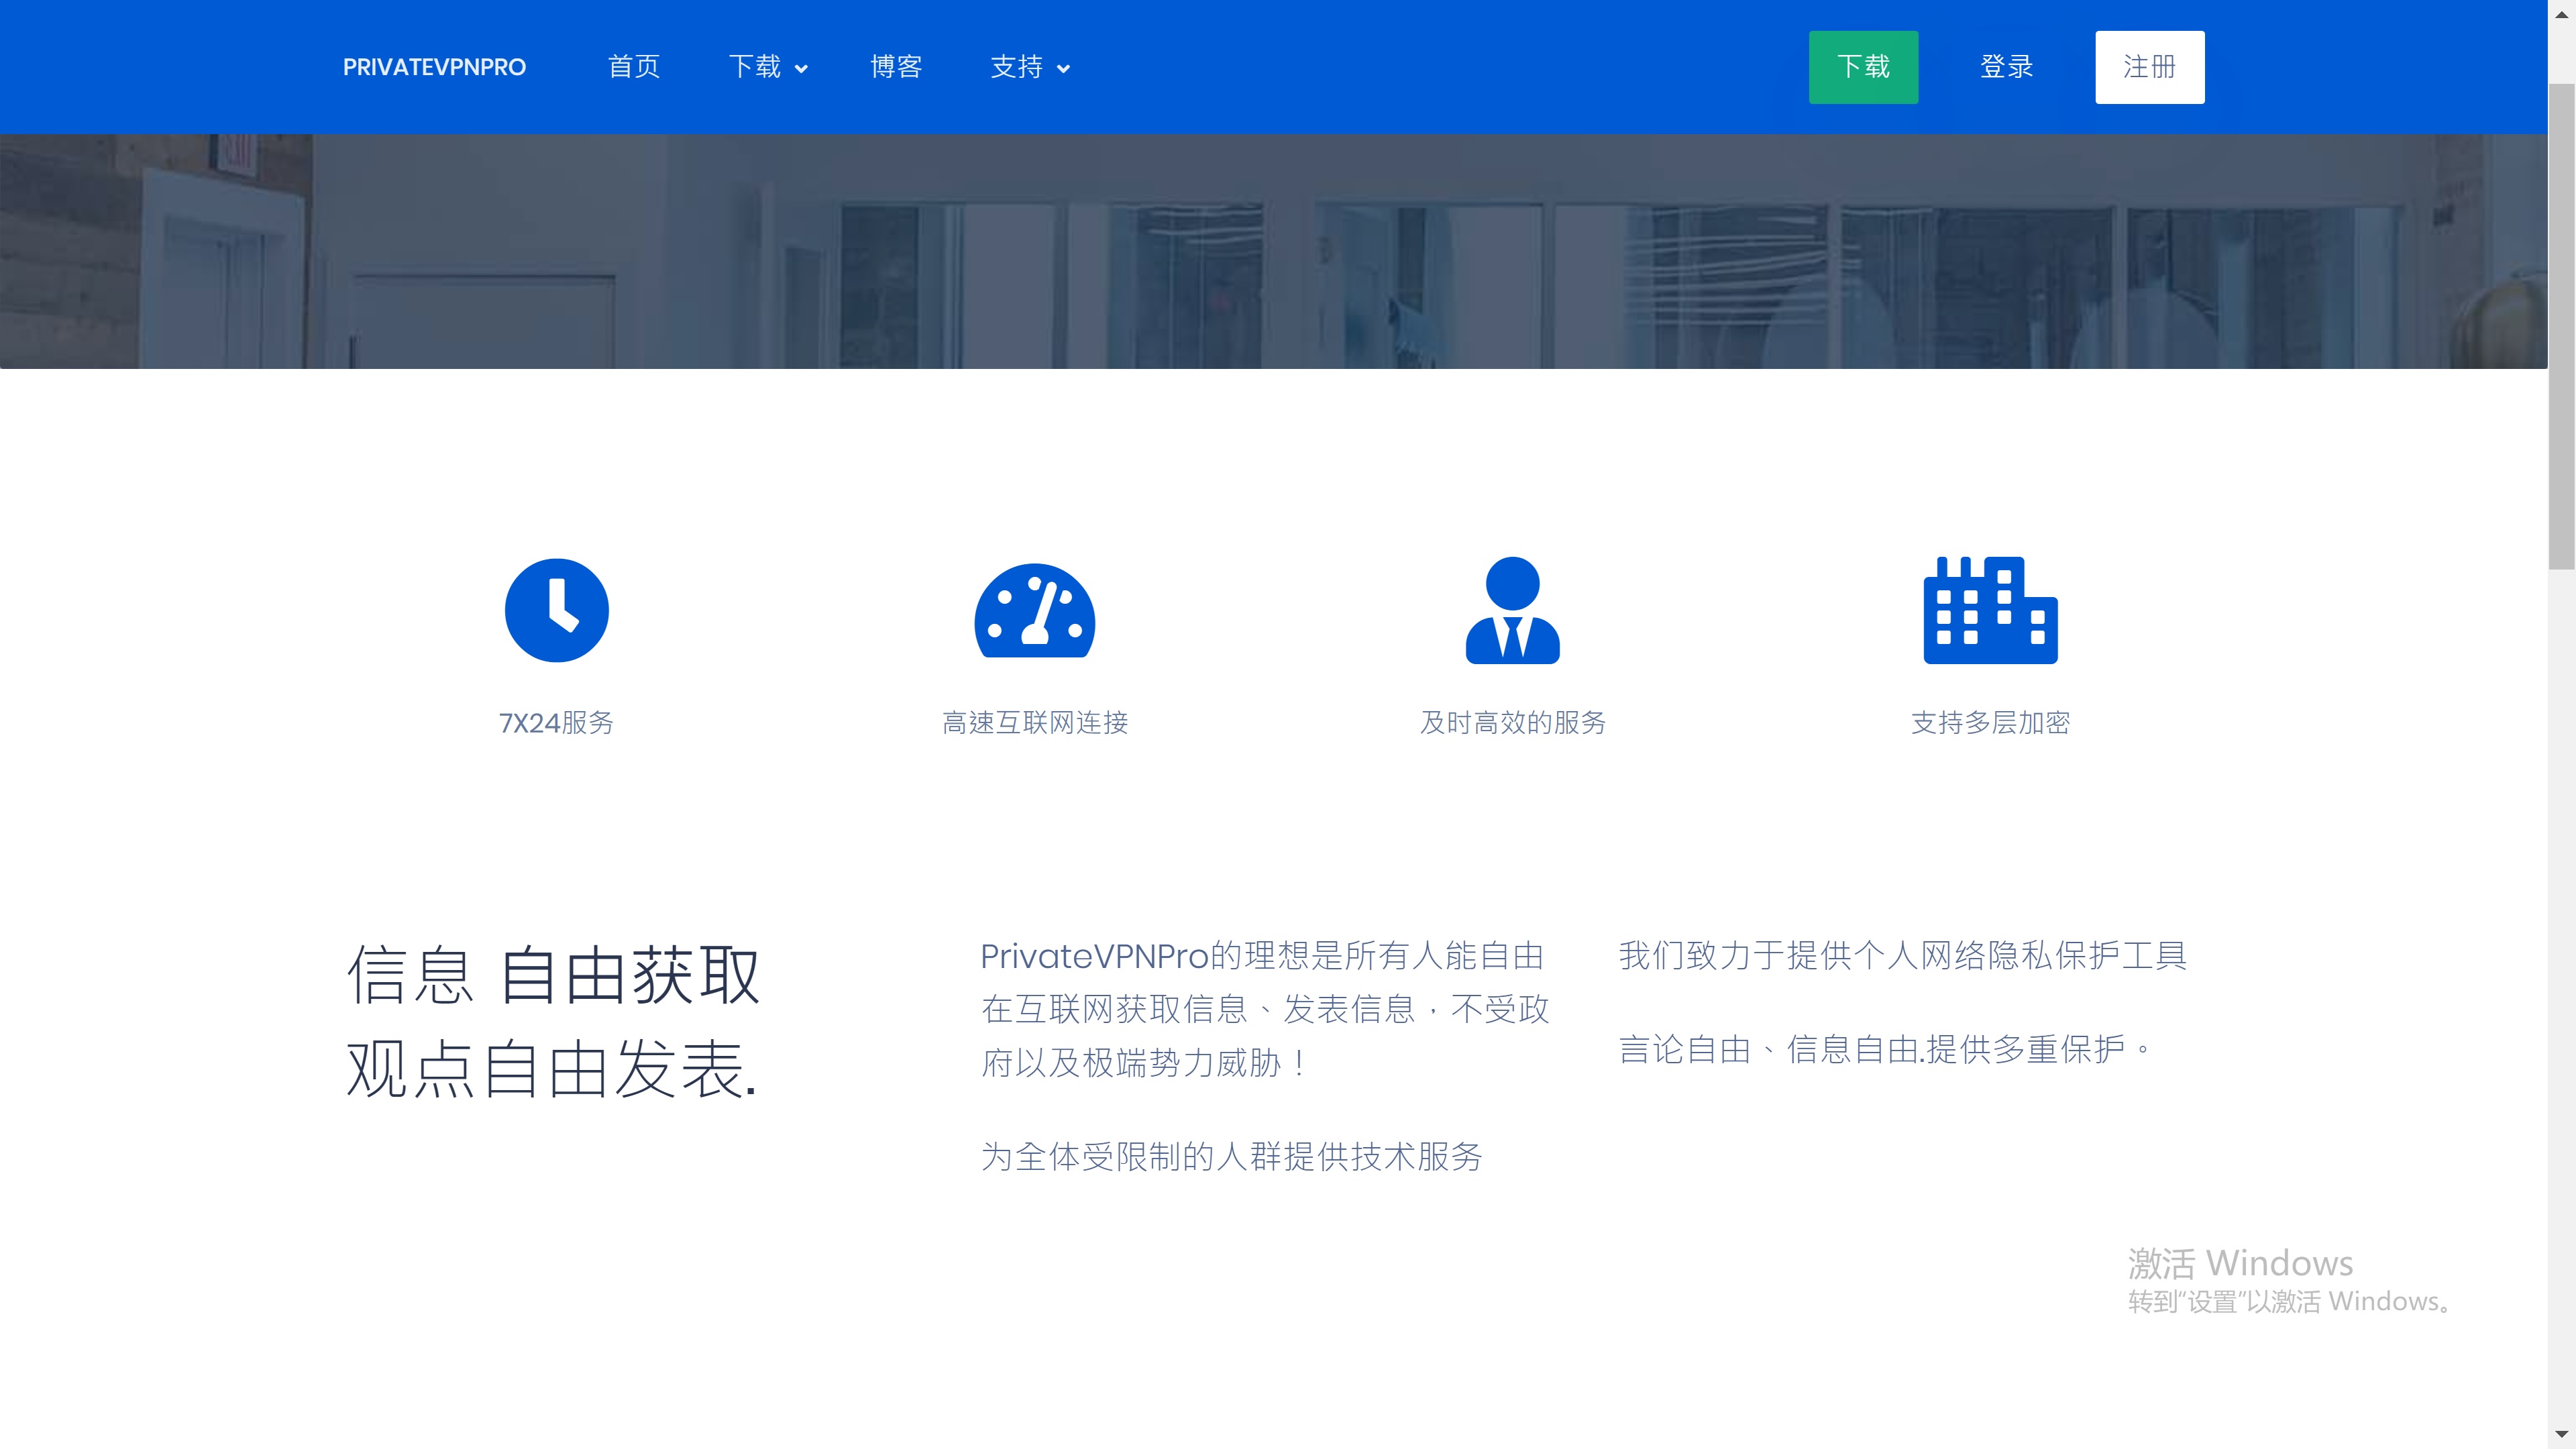 PRIVATEVPNPRO 首页 下载 博客 支持 下载 登录 注册
EXIT
7X24服务 高速互联网连接 及时高效的服务 支持多层加密
信息 自由获取
观点自由发表.
PrivateVPNPro的理想是所有人能自由
在互联网获取信息、发表信息，不受政
府以及极端势力威胁！
为全体受限制的人群提供技术服务
我们致力于提供个人网络隐私保护工具
言论自由、信息自由.提供多重保护。
激活 Windows
转到“设置”以激活 Windows。